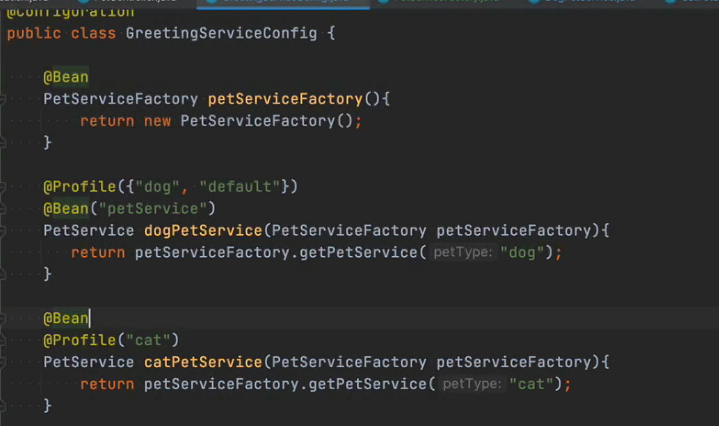 @Configuration
public class GreetingServiceConfig {
@Bean
PetServiceFactory petServiceFactory(){
return new PetServiceFactory();
}
@Profile({"dog", "default"})
@Bean("petService")
PetService dogPetService(PetServiceFactory petServiceFactory){
return petServiceFactory.getPetService( petType: "dog");
}
@Bean
@Profile("cat")
PetService catPetService(PetServiceFactory petServiceFactory){
return petServiceFactory.getPetService( petType: "cat");
}